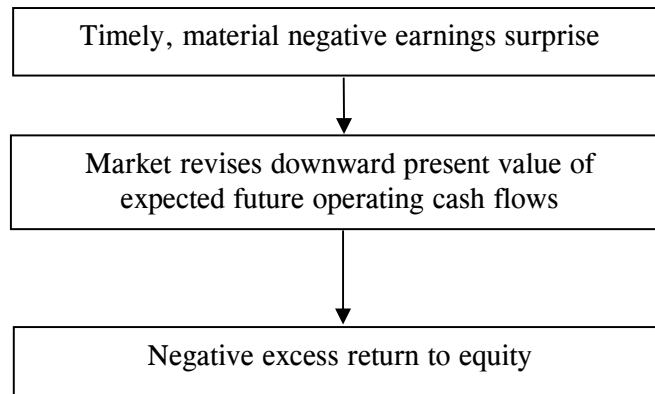 Timely, material negative earnings surprise
Market revises downward present value of
expected future operating cash flows
Negative excess return to equity